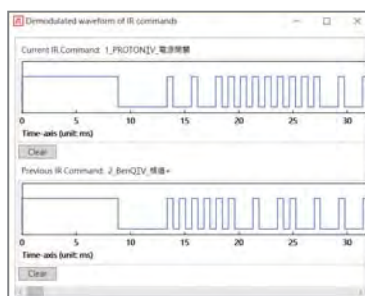 Demodulated waveform of IR commands
Current IR Command: 1_PROTONIV_電源開關
0 5 10 15 20 25 30
Time-axis (unit: ms)
Clear
Previous IR Command: 2_BenQIV_頻道+
0 5 10 15 20 25 30
Time-axis (unit: ms)
Clear